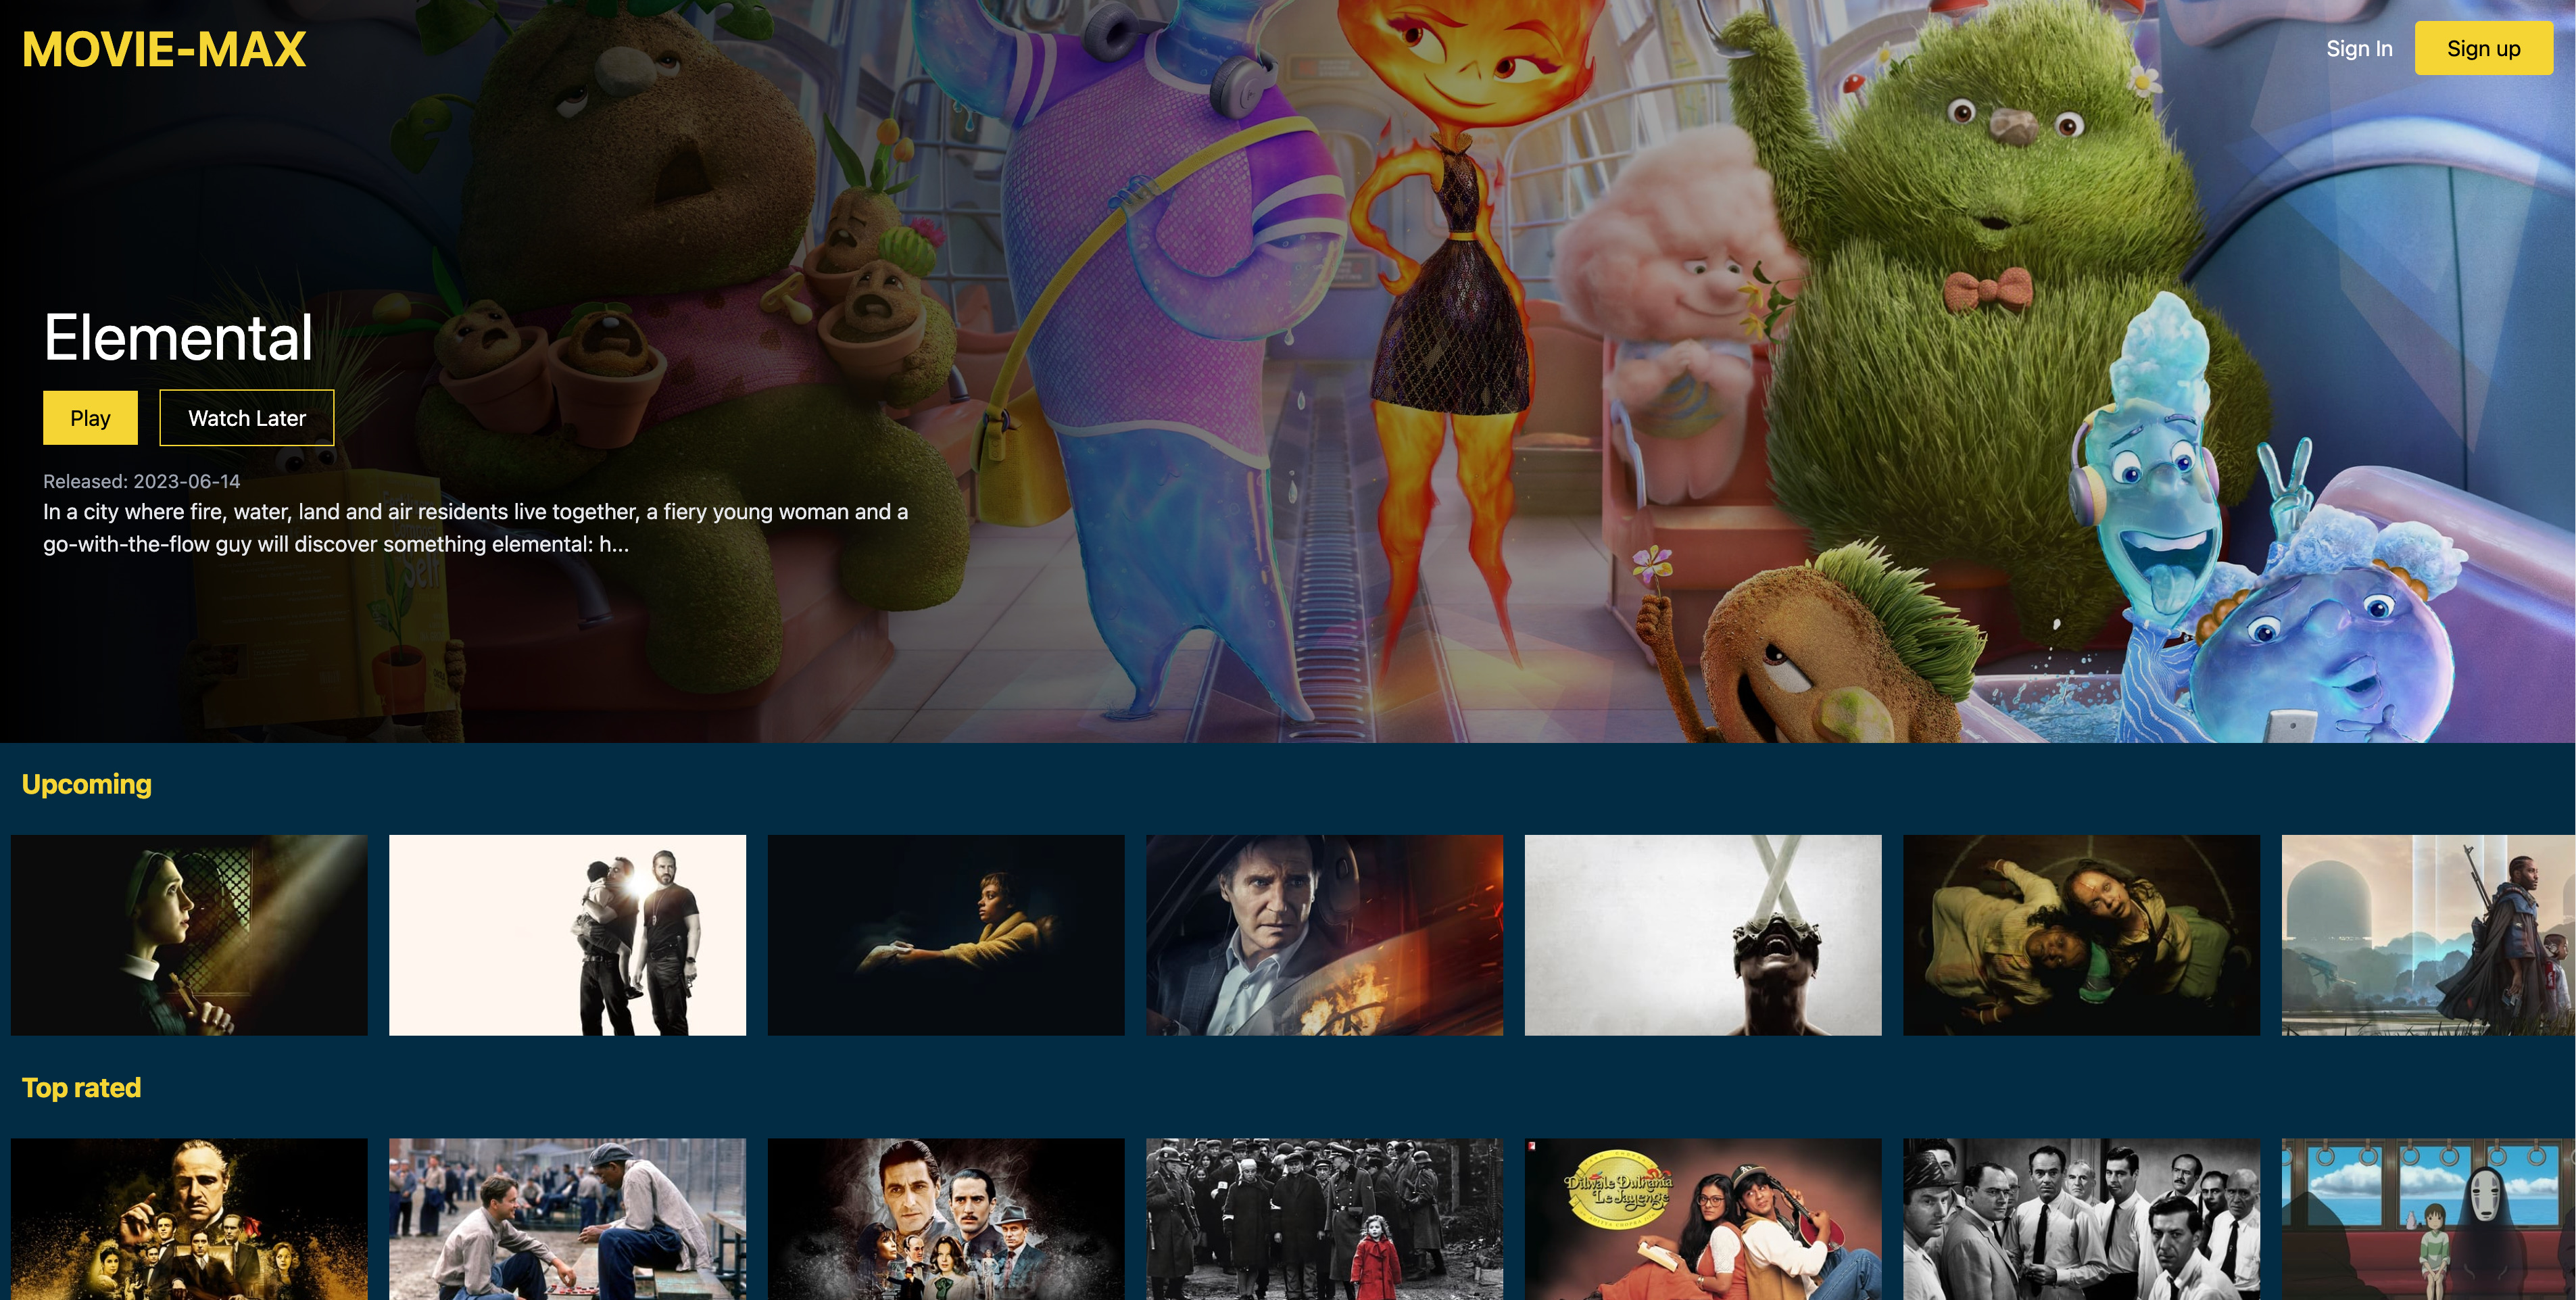 MOVIE-MAX
Sign In
Sign up
Elemental
Play
Watch Later
Released: 2023-06-14
In a city where fire, water, land and air residents live together, a fiery young woman and a
go-with-the-flow guy will discover something elemental: h...
Self
Upcoming
Top rated
Dilwale Dulhania
Le Jayenge